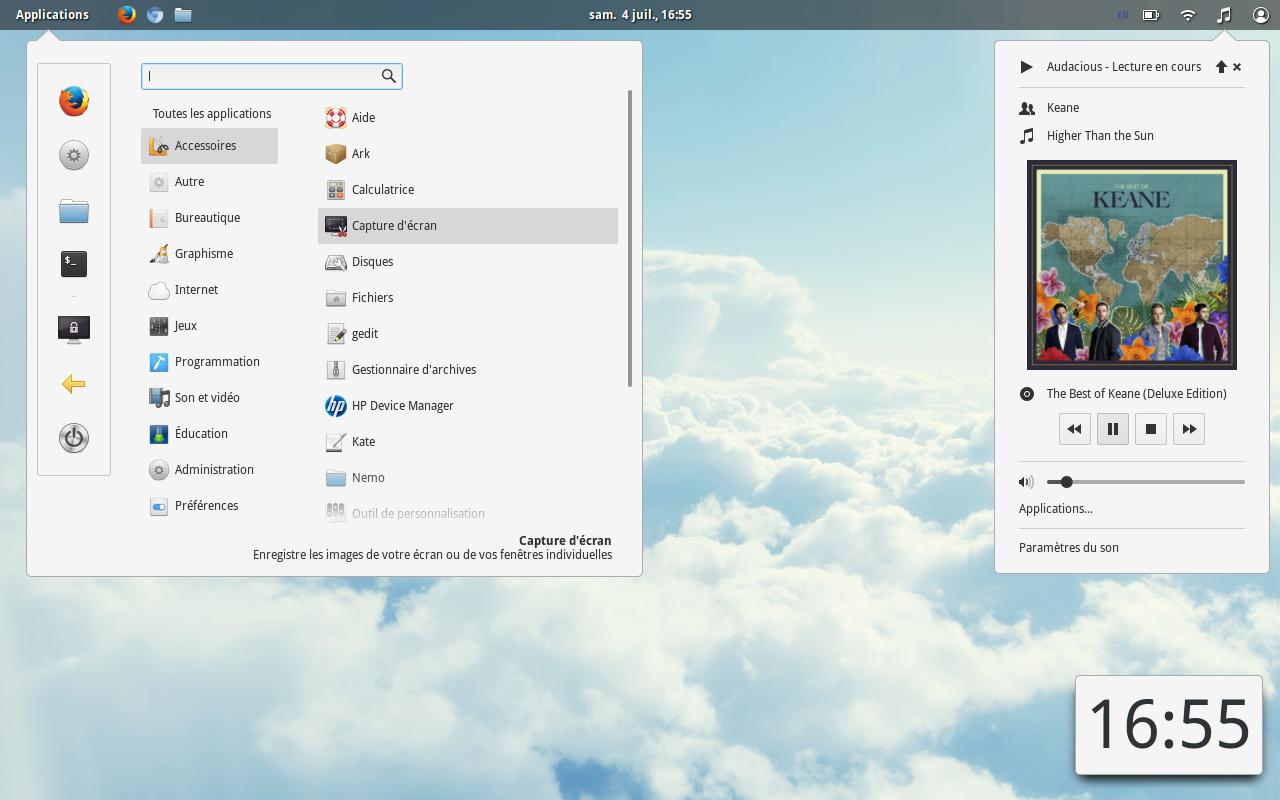 Applications
sam. 4 juil., 16:55
EN
Toutes les applications
Accessoires
Autre
Bureautique
Graphisme
Internet
Jeux
Programmation
Son et vidéo
Éducation
Administration
Préférences
Aide
Ark
Calculatrice
Capture d'écran
Disques
Fichiers
gedit
Gestionnaire d'archives
HP Device Manager
Kate
Nemo
Outil de personnalisation
Capture d'écran
Enregistre les images de votre écran ou de vos fenêtres individuelles
$_
hp
Audacious - Lecture en cours
Keane
Higher Than the Sun
THE BEST OF
KEANE
The Best of Keane (Deluxe Edition)
Applications...
Paramètres du son
16:55